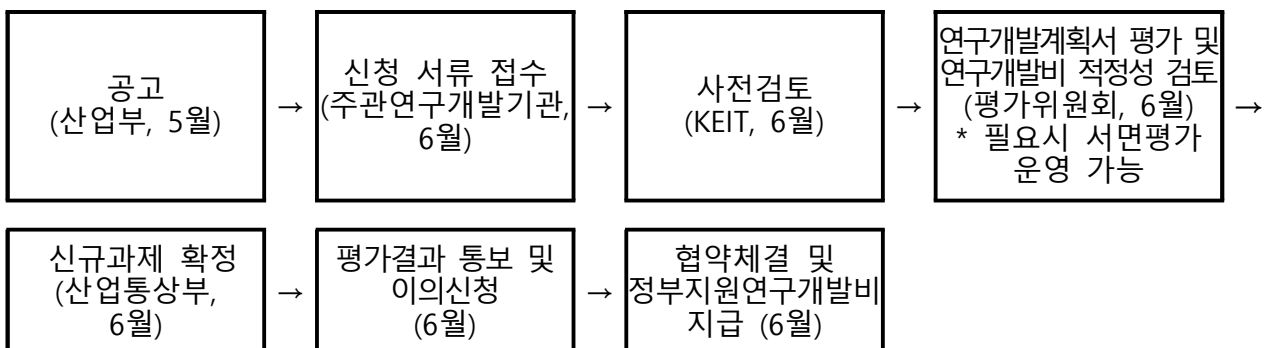 공고
(산업부, 5월)
→
신청 서류 접수
(주관연구개발기관,
6월)
→
사전검토
(KEIT, 6월)
→
연구개발계획서 평가 및
연구개발비 적정성 검토
(평가위원회, 6월)
* 필요시 서면평가
운영 가능
→
신규과제 확정
(산업통상부,
6월)
→
평가결과 통보 및
이의신청
(6월)
→
협약체결 및
정부지원연구개발비
지급 (6월)